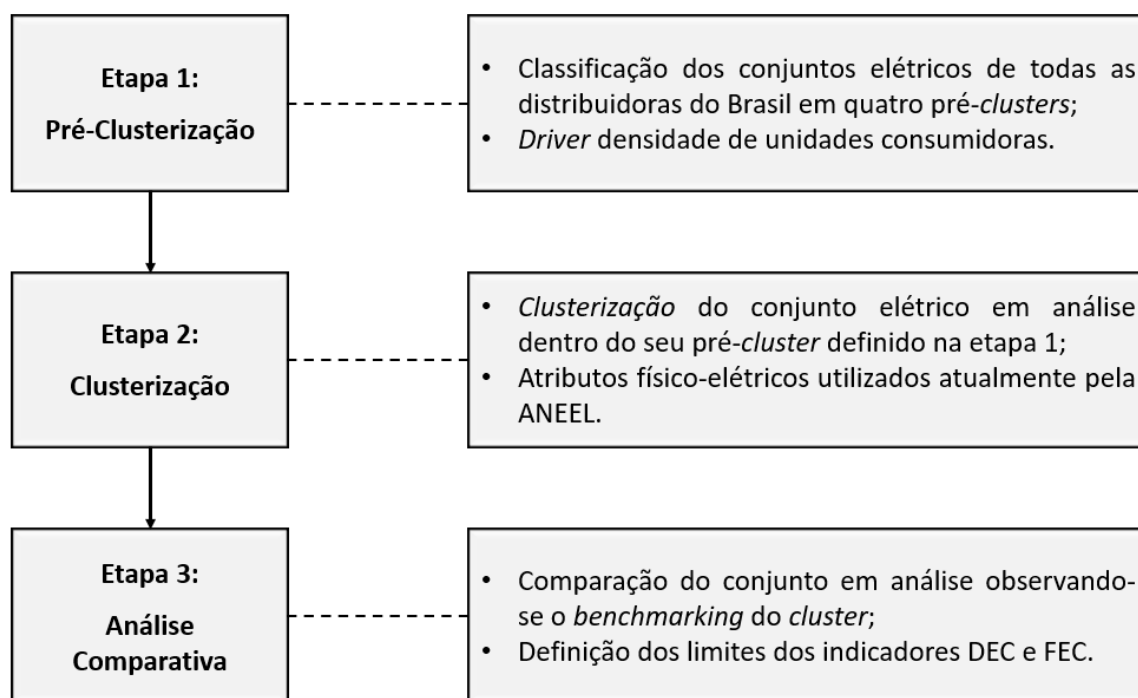 Etapa 1:
Pré-Clusterização
• Classificação dos conjuntos elétricos de todas as
distribuidoras do Brasil em quatro pré-clusters;
• Driver densidade de unidades consumidoras.
Etapa 2:
Clusterização
• Clusterização do conjunto elétrico em análise
dentro do seu pré-cluster definido na etapa 1;
• Atributos físico-elétricos utilizados atualmente pela
ANEEL.
Etapa 3:
Análise
Comparativa
• Comparação do conjunto em análise observando-
se o benchmarking do cluster;
• Definição dos limites dos indicadores DEC e FEC.